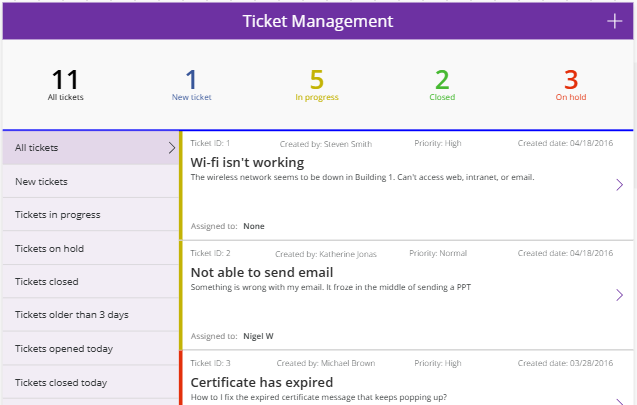 Ticket Management
11 1 5 2 3
All tickets New ticket In progress Closed On hold
All tickets
New tickets
Tickets in progress
Tickets on hold
Tickets closed
Tickets older than 3 days
Tickets opened today
Tickets closed today
Ticket ID: 1 Created by: Steven Smith Priority: High Created date: 04/18/2016
Wi-fi isn't working
The wireless network seems to be down in Building 1. Can't access web, intranet, or email.
Assigned to: None
Ticket ID: 2 Created by: Katherine Jonas Priority: Normal Created date: 04/18/2016
Not able to send email
Something is wrong with my email. It froze in the middle of sending a PPT
Assigned to: Nigel W
Ticket ID: 3 Created by: Michael Brown Priority: High Created date: 03/28/2016
Certificate has expired
How to I fix the expired certificate message that keeps popping up?